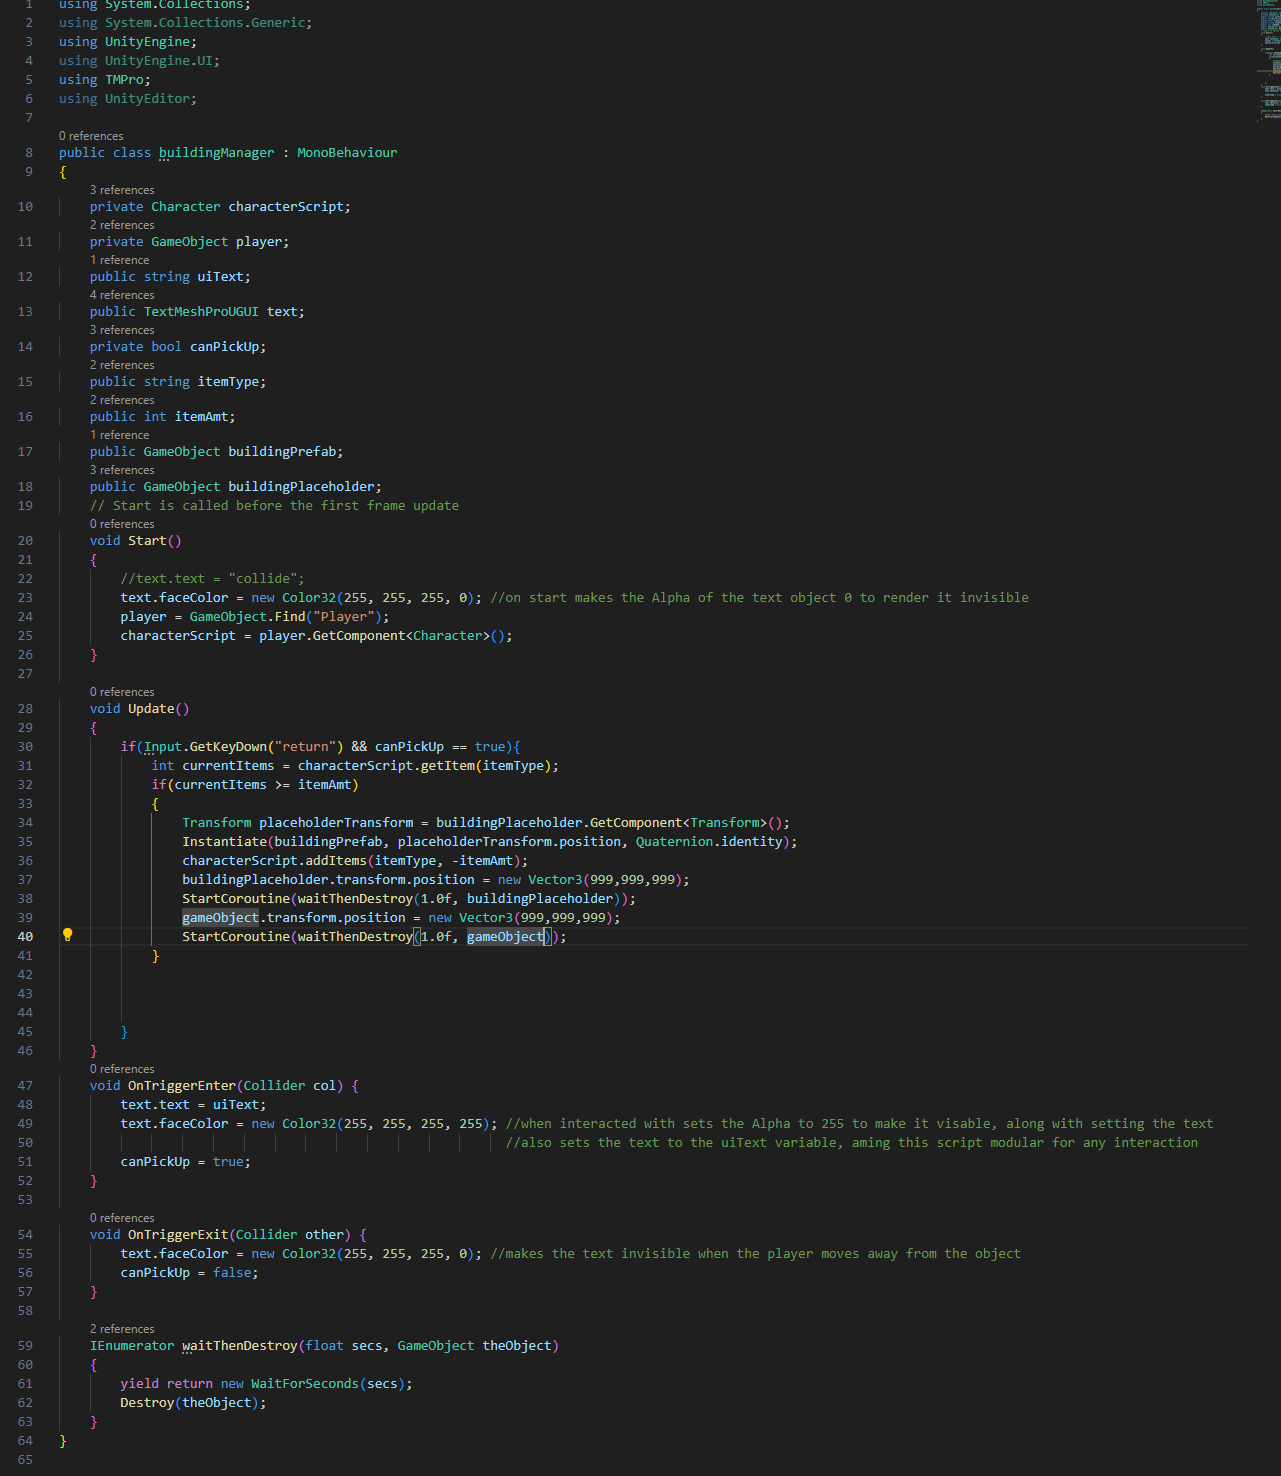 1 using System.Collections;
2 using System.Collections.Generic;
3 using UnityEngine;
4 using UnityEngine.UI;
5 using TMPro;
6 using UnityEditor;
7
0 references
8 public class buildingManager : MonoBehaviour
9 {
3 references
10 private Character characterScript;
2 references
11 private GameObject player;
1 reference
12 public string uiText;
4 references
13 public TextMeshProUGUI text;
3 references
14 private bool canPickUp;
2 references
15 public string itemType;
2 references
16 public int itemAmt;
1 reference
17 public GameObject buildingPrefab;
3 references
18 public GameObject buildingPlaceholder;
19 // Start is called before the first frame update
0 references
20 void Start()
21 {
22 //text.text = "collide";
23 text.faceColor = new Color32(255, 255, 255, 0); //on start makes the Alpha of the text object 0 to render it invisible
24 player = GameObject.Find("Player");
25 characterScript = player.GetComponent<Character>();
26 }
27
0 references
28 void Update()
29 {
30 if(Input.GetKeyDown("return") && canPickUp == true){
31 int currentItems = characterScript.getItem(itemType);
32 if(currentItems >= itemAmt)
33 {
34 Transform placeholderTransform = buildingPlaceholder.GetComponent<Transform>();
35 Instantiate(buildingPrefab, placeholderTransform.position, Quaternion.identity);
36 characterScript.addItems(itemType, -itemAmt);
37 buildingPlaceholder.transform.position = new Vector3(999,999,999);
38 StartCoroutine(waitThenDestroy(1.0f, buildingPlaceholder));
39 gameObject.transform.position = new Vector3(999,999,999);
40 StartCoroutine(waitThenDestroy(1.0f, gameObject));
41 }
42
43
44
45 }
46 }
0 references
47 void OnTriggerEnter(Collider col) {
48 text.text = uiText;
49 text.faceColor = new Color32(255, 255, 255, 255); //when interacted with sets the Alpha to 255 to make it visable, along with setting the text
50 //also sets the text to the uiText variable, aming this script modular for any interaction
51 canPickUp = true;
52 }
53
0 references
54 void OnTriggerExit(Collider other) {
55 text.faceColor = new Color32(255, 255, 255, 0); //makes the text invisible when the player moves away from the object
56 canPickUp = false;
57 }
58
2 references
59 IEnumerator waitThenDestroy(float secs, GameObject theObject)
60 {
61 yield return new WaitForSeconds(secs);
62 Destroy(theObject);
63 }
64 }
65